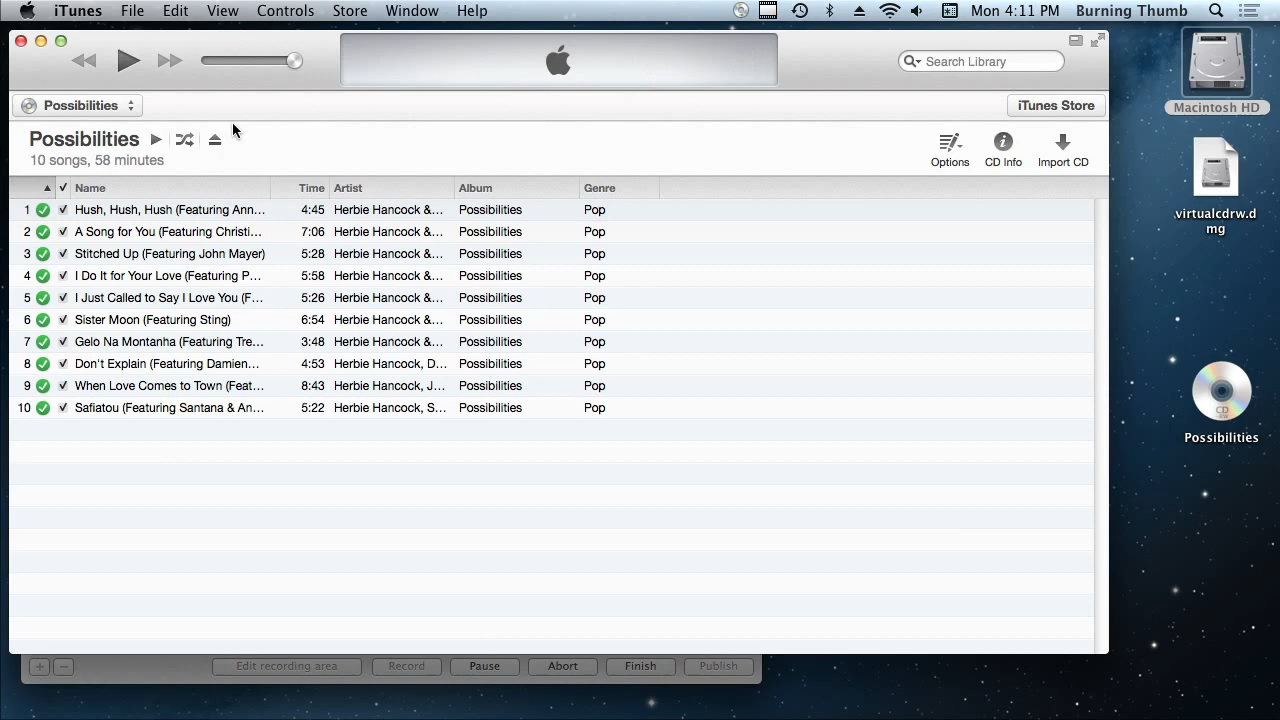 iTunes File Edit View Controls Store Window Help Mon 4:11 PM Burning Thumb
Search Library
Possibilities
iTunes Store
Possibilities
10 songs, 58 minutes
Options CD Info Import CD
Name Time Artist Album Genre
1 Hush, Hush, Hush (Featuring Ann... 4:45 Herbie Hancock &... Possibilities Pop
2 A Song for You (Featuring Christi... 7:06 Herbie Hancock &... Possibilities Pop
3 Stitched Up (Featuring John Mayer) 5:28 Herbie Hancock &... Possibilities Pop
4 I Do It for Your Love (Featuring P... 5:58 Herbie Hancock &... Possibilities Pop
5 I Just Called to Say I Love You (F... 5:26 Herbie Hancock &... Possibilities Pop
6 Sister Moon (Featuring Sting) 6:54 Herbie Hancock &... Possibilities Pop
7 Gelo Na Montanha (Featuring Tre... 3:48 Herbie Hancock &... Possibilities Pop
8 Don't Explain (Featuring Damien... 4:53 Herbie Hancock, D... Possibilities Pop
9 When Love Comes to Town (Feat... 8:43 Herbie Hancock, J... Possibilities Pop
10 Safiatou (Featuring Santana & An... 5:22 Herbie Hancock, S... Possibilities Pop
+ − Edit recording area Record Pause Abort Finish Publish
Macintosh HD
virtualcdrw.d
mg
CD
RW
Possibilities